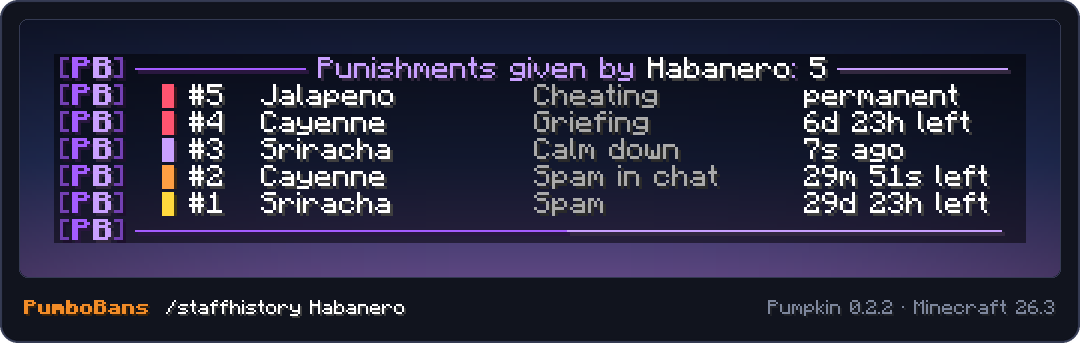 [PB] Punishments given by Habanero: 5
[PB] #5 Jalapeno Cheating permanent
[PB] #4 Cayenne Griefing 6d 23h left
[PB] #3 Sriracha Calm down 7s ago
[PB] #2 Cayenne Spam in chat 29m 51s left
[PB] #1 Sriracha Spam 29d 23h left
[PB]
PumboBans /staffhistory Habanero Pumpkin 0.2.2 · Minecraft 26.3